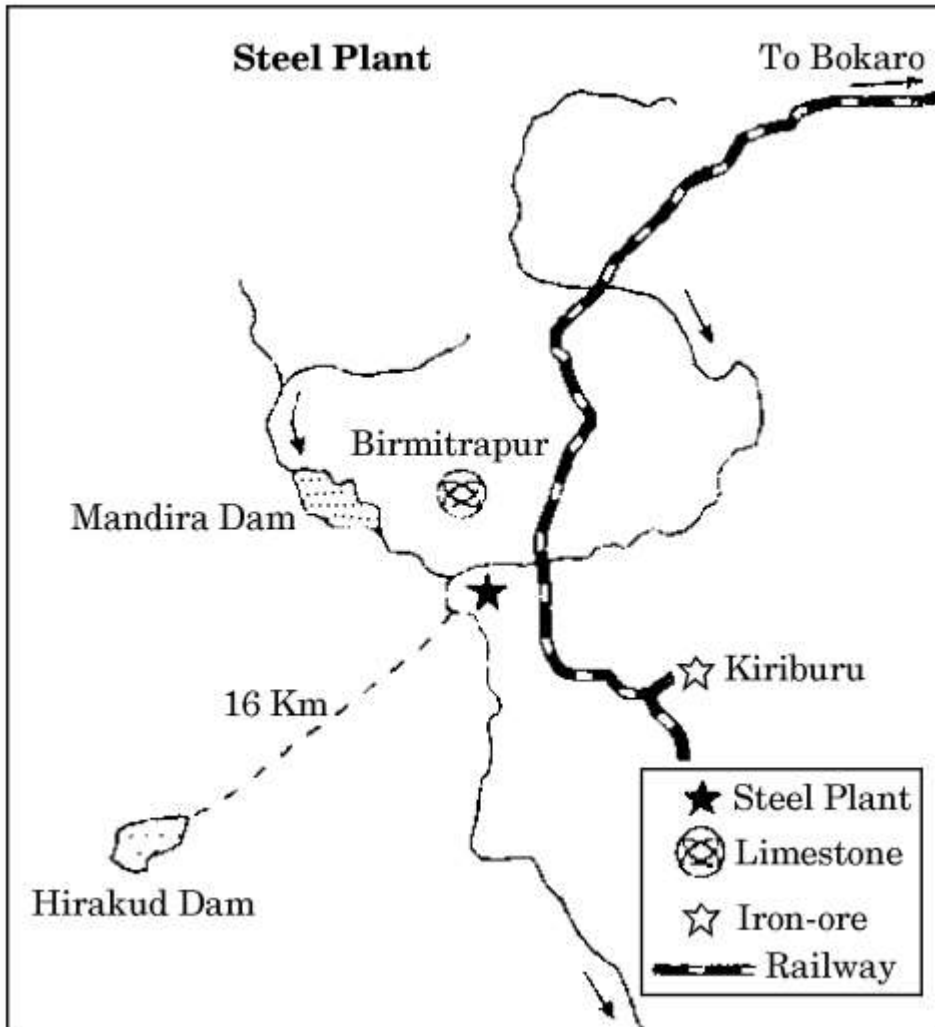 Steel Plant
To Bokaro
Birmitrapur
Mandira Dam
Kiriburu
16 Km
Hirakud Dam
Steel Plant
Limestone
Iron-ore
Railway